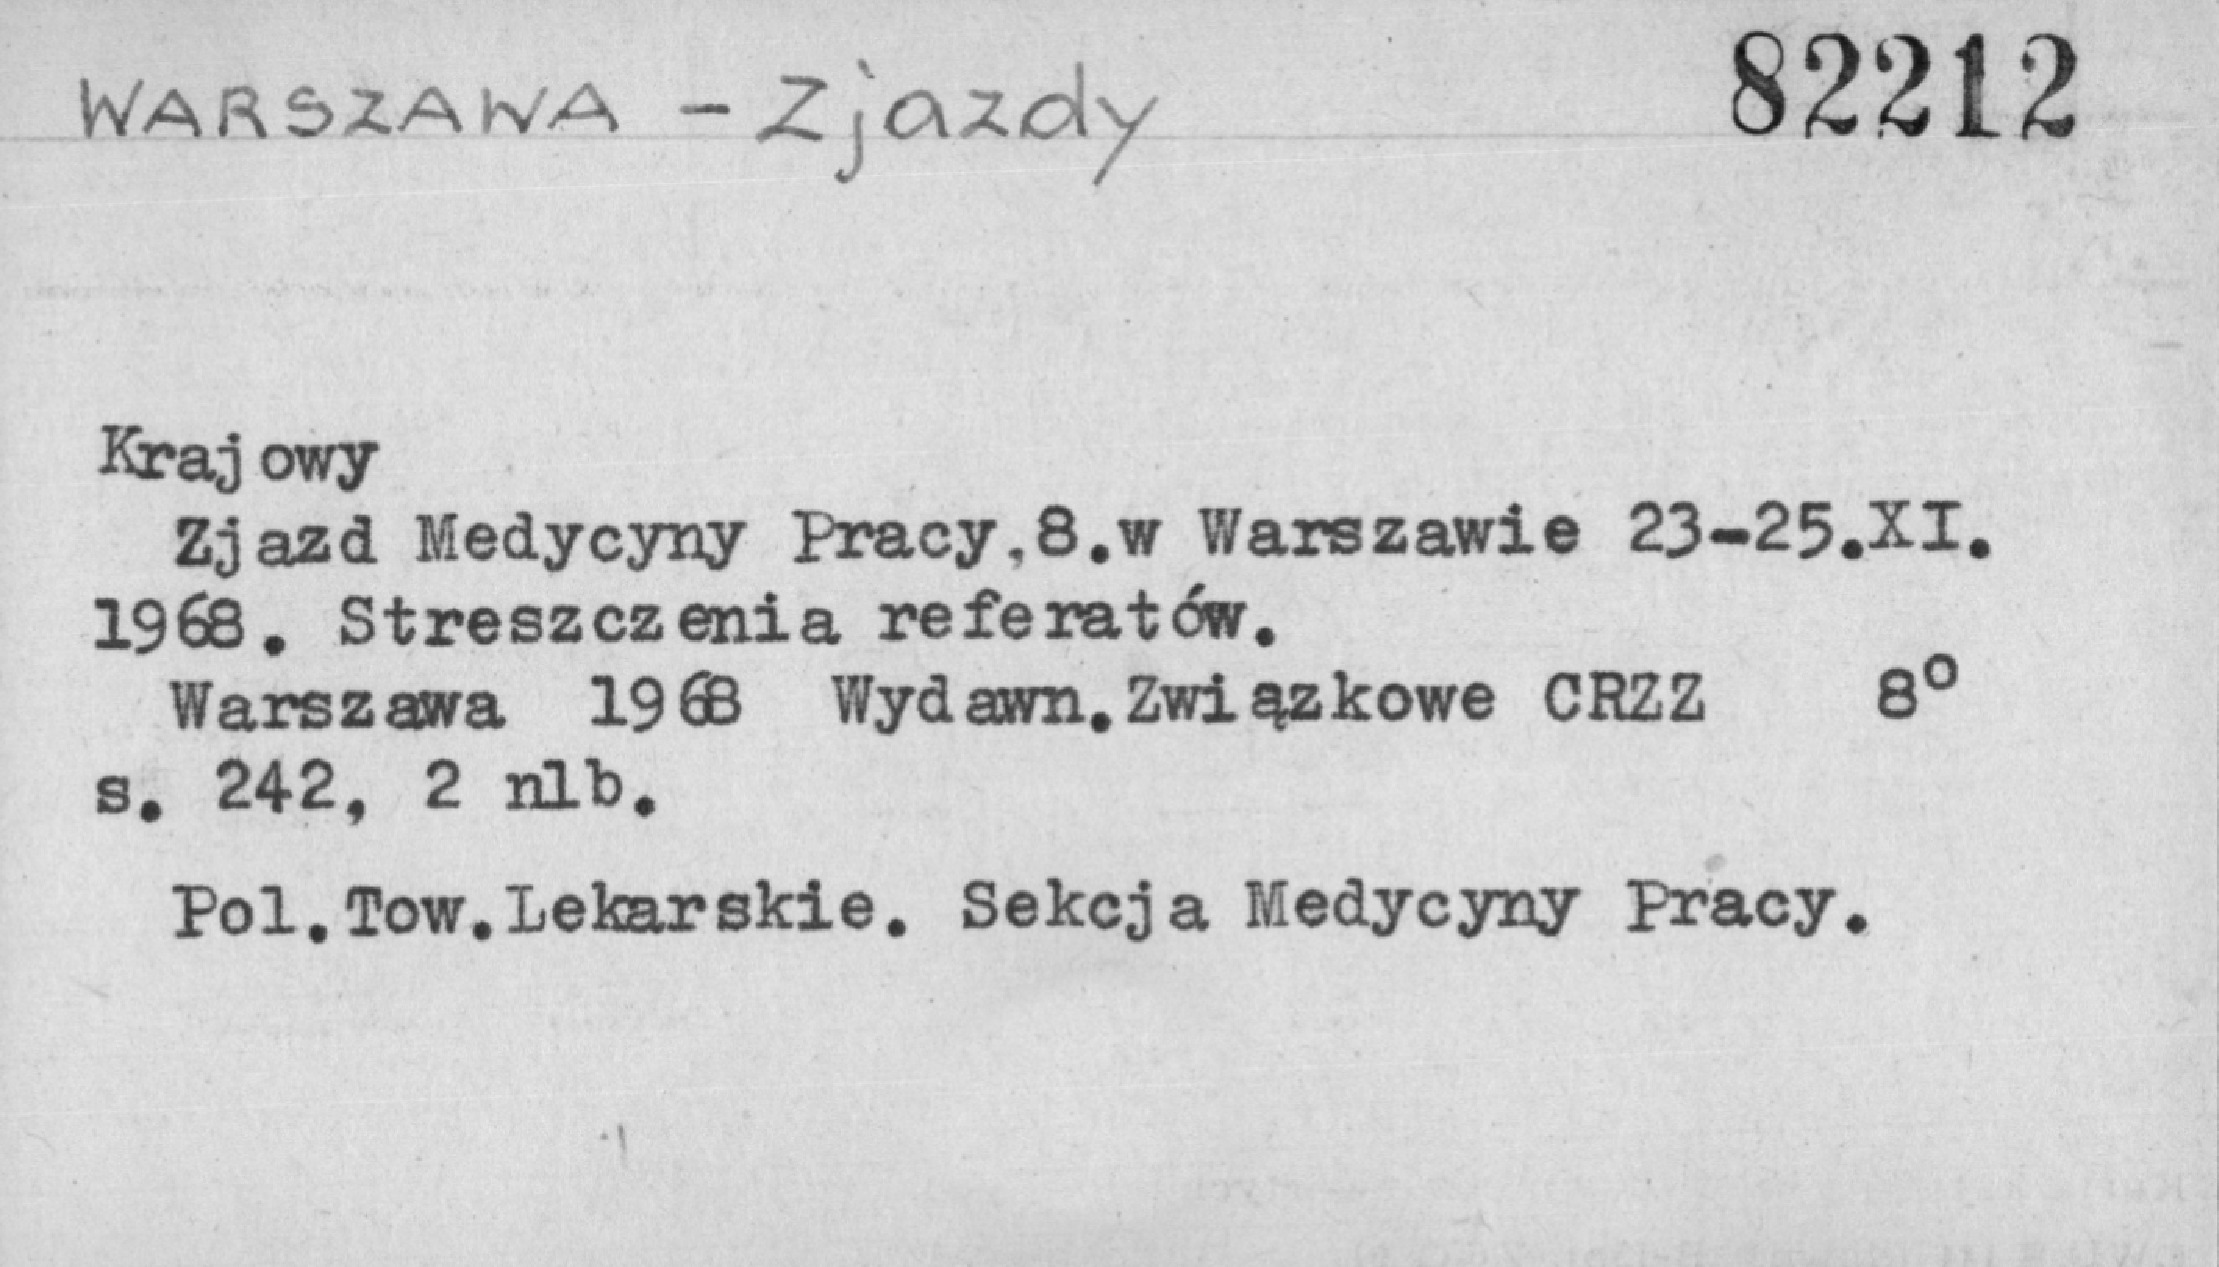 WARSZAWA - Zjazdy 82212
Krajowy
Zjazd Medycyny Pracy,8.w Warszawie 23-25.XI.
1968. Streszczenia referatów.
Warszawa 1968 Wydawn.Związkowe CRZZ 8°
s. 242, 2 nlb.
Pol.Tow.Lekarskie. Sekcja Medycyny Pracy.